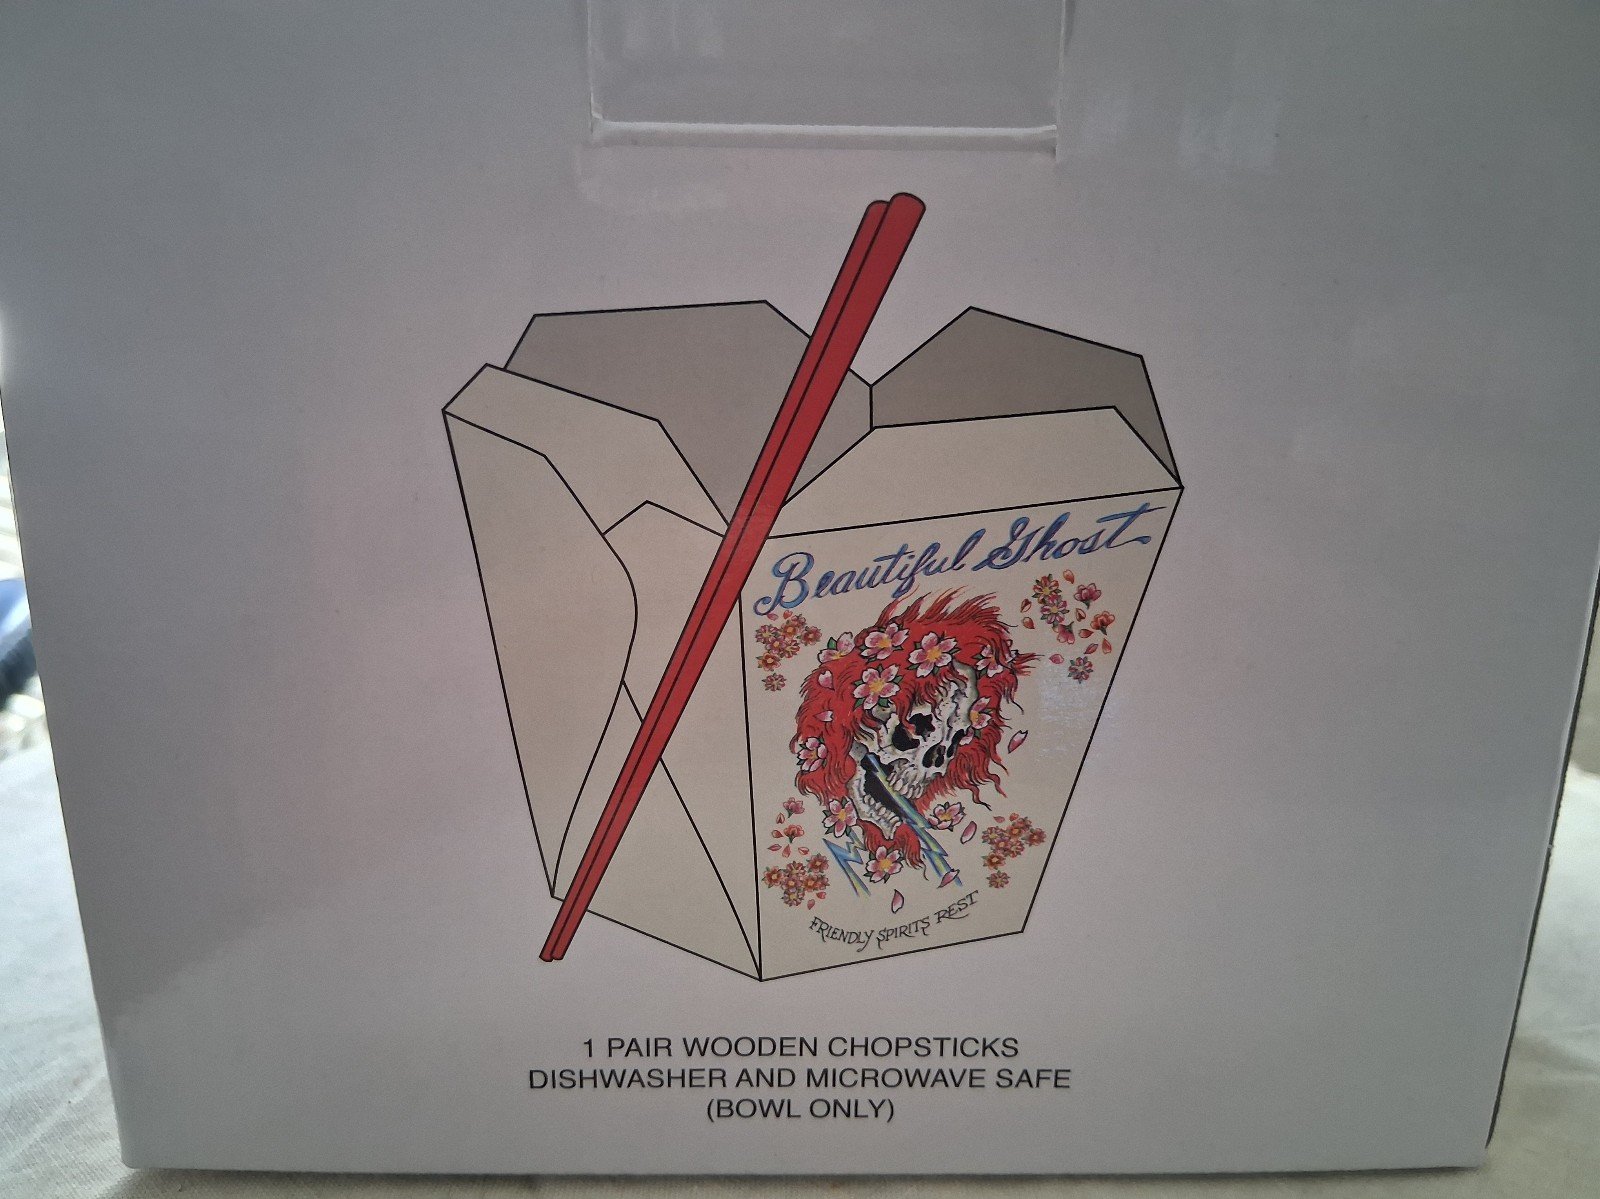 Beautiful Ghost
FRIENDLY SPIRITS REST
1 PAIR WOODEN CHOPSTICKS
DISHWASHER AND MICROWAVE SAFE
(BOWL ONLY)